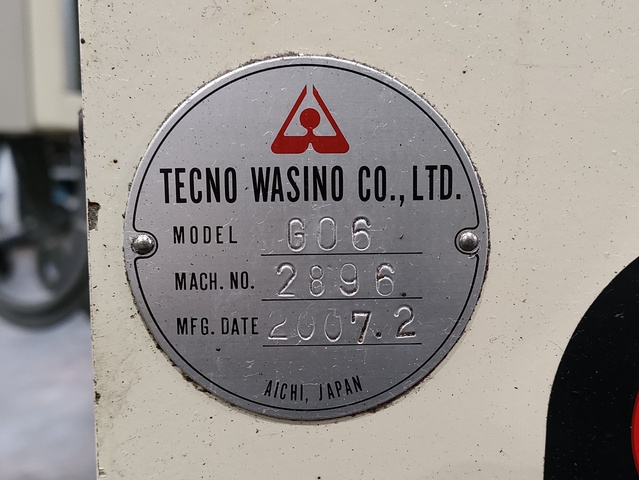 TECNO WASINO CO., LTD.
MODEL G06
MACH. NO. 2896
MFG. DATE 2007.2
AICHI, JAPAN